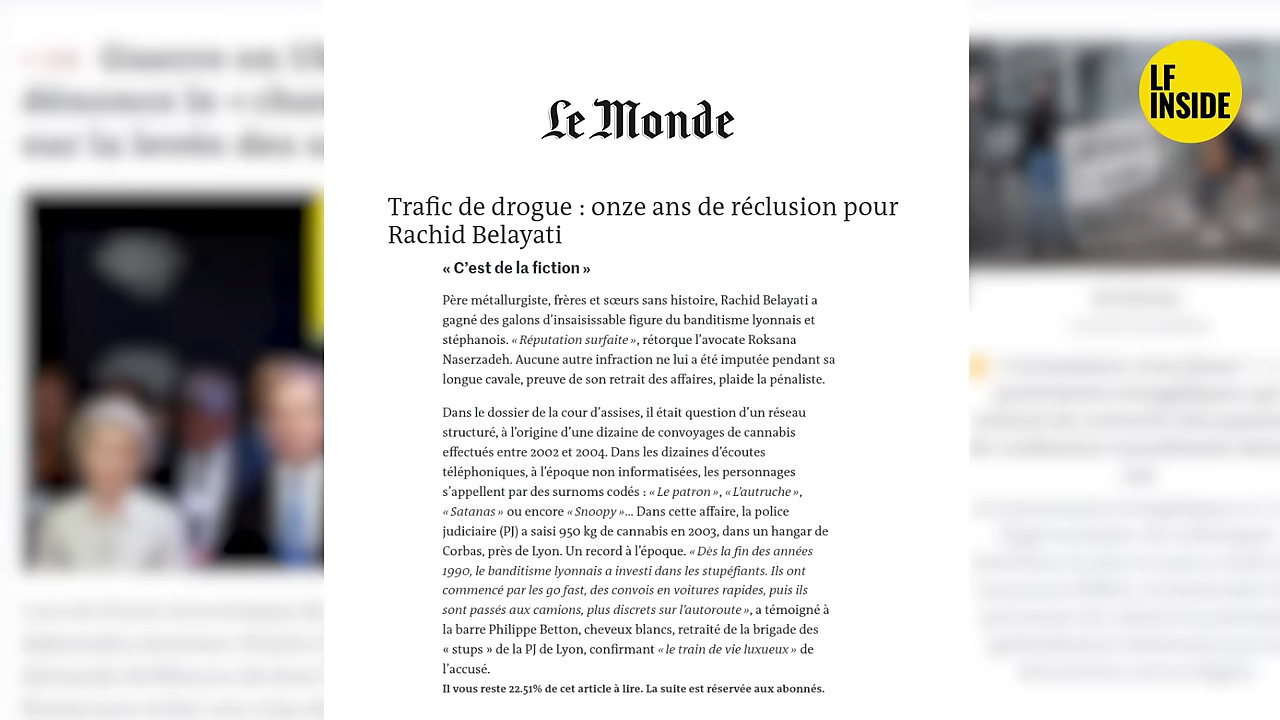 Le Monde
LF
INSIDE
Trafic de drogue : onze ans de réclusion pour
Rachid Belayati
« C’est de la fiction »
Père métallurgiste, frères et sœurs sans histoire, Rachid Belayati a
gagné des galons d’insaisissable figure du banditisme lyonnais et
stéphanois. « Réputation surfaite », rétorque l’avocate Roksana
Naserzadeh. Aucune autre infraction ne lui a été imputée pendant sa
longue cavale, preuve de son retrait des affaires, plaide la pénaliste.
Dans le dossier de la cour d’assises, il était question d’un réseau
structuré, à l’origine d’une dizaine de convoyages de cannabis
effectués entre 2002 et 2004. Dans les dizaines d’écoutes
téléphoniques, à l’époque non informatisées, les personnages
s’appellent par des surnoms codés : « Le patron », « L’autruche »,
« Satanas » ou encore « Snoopy »... Dans cette affaire, la police
judiciaire (PJ) a saisi 950 kg de cannabis en 2003, dans un hangar de
Corbas, près de Lyon. Un record à l’époque. « Dès la fin des années
1990, le banditisme lyonnais a investi dans les stupéfiants. Ils ont
commencé par les go fast, des convois en voitures rapides, puis ils
sont passés aux camions, plus discrets sur l’autoroute », a témoigné à
la barre Philippe Betton, cheveux blancs, retraité de la brigade des
« stups » de la PJ de Lyon, confirmant « le train de vie luxueux » de
l’accusé.
Il vous reste 22.51% de cet article à lire. La suite est réservée aux abonnés.